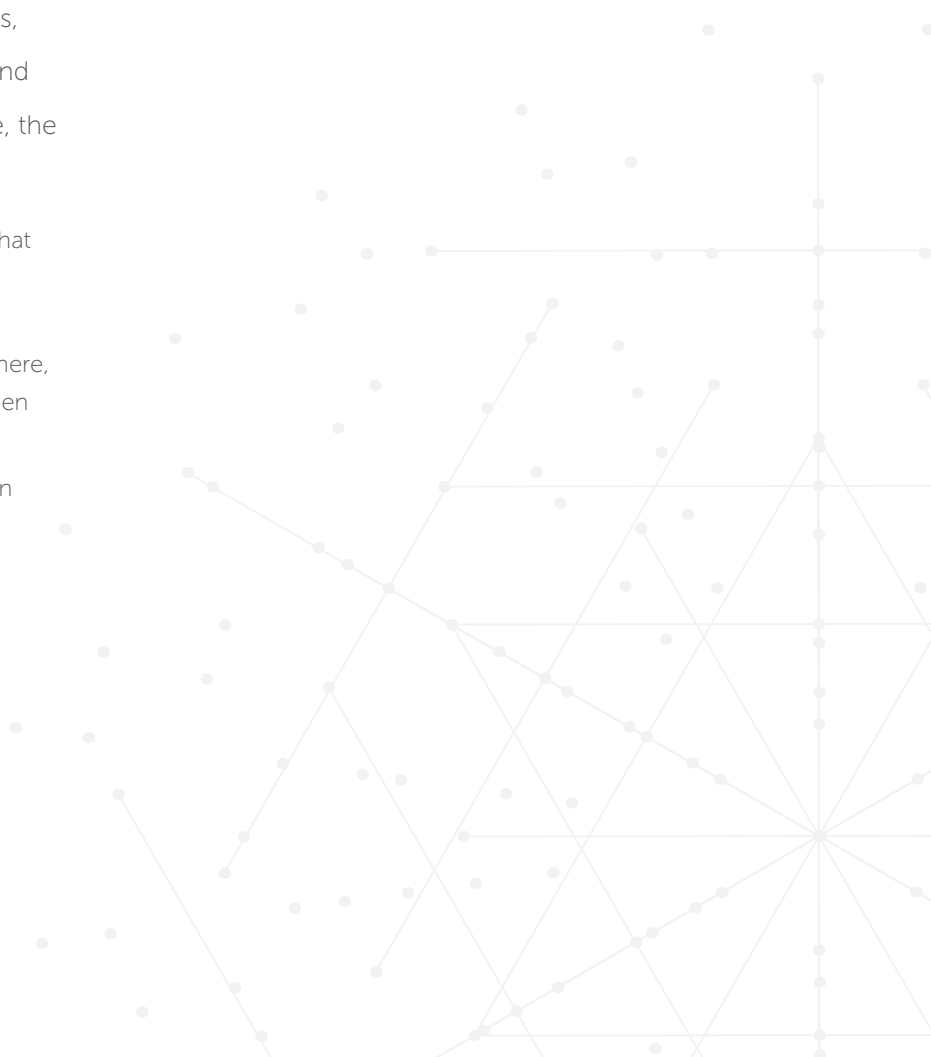 s,
nd
e, the
hat
here,
en
n